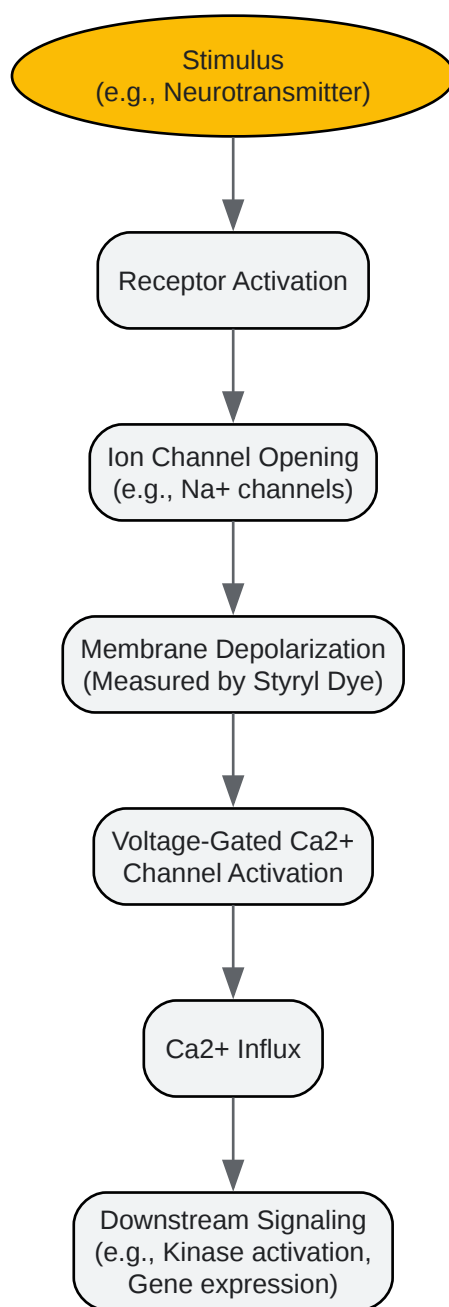 Stimulus
(e.g., Neurotransmitter)
Receptor Activation
Ion Channel Opening
(e.g., Na+ channels)
Membrane Depolarization
(Measured by Styryl Dye)
Voltage-Gated Ca2+
Channel Activation
Ca2+ Influx
Downstream Signaling
(e.g., Kinase activation,
Gene expression)